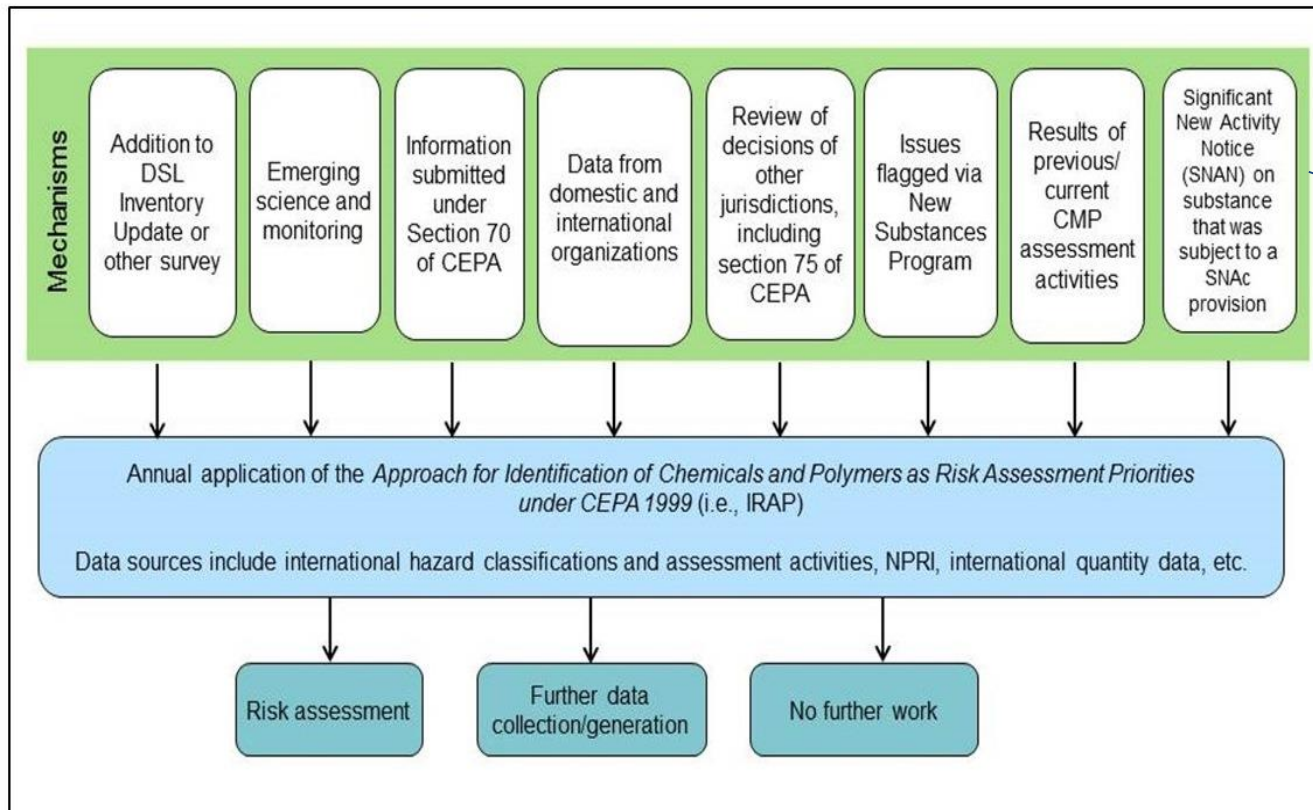 Mechanisms
Addition to
DSL
Inventory
Update or
other survey
Emerging
science and
monitoring
Information
submitted
under
Section 70
of CEPA
Data from
domestic and
international
organizations
Review of
decisions of
other
jurisdictions,
including
section 75 of
CEPA
Issues
flagged via
New
Substances
Program
Results of
previous/
current CMP
assessment
activities
Significant
New Activity
Notice
(SNAN) on
substance
that was
subject to a
SNAc
provision
Annual application of the Approach for Identification of Chemicals and Polymers as Risk Assessment Priorities
under CEPA 1999 (i.e., IRAP)
Data sources include international hazard classifications and assessment activities, NPRI, international quantity data, etc.
Risk assessment
Further data
collection/generation
No further work